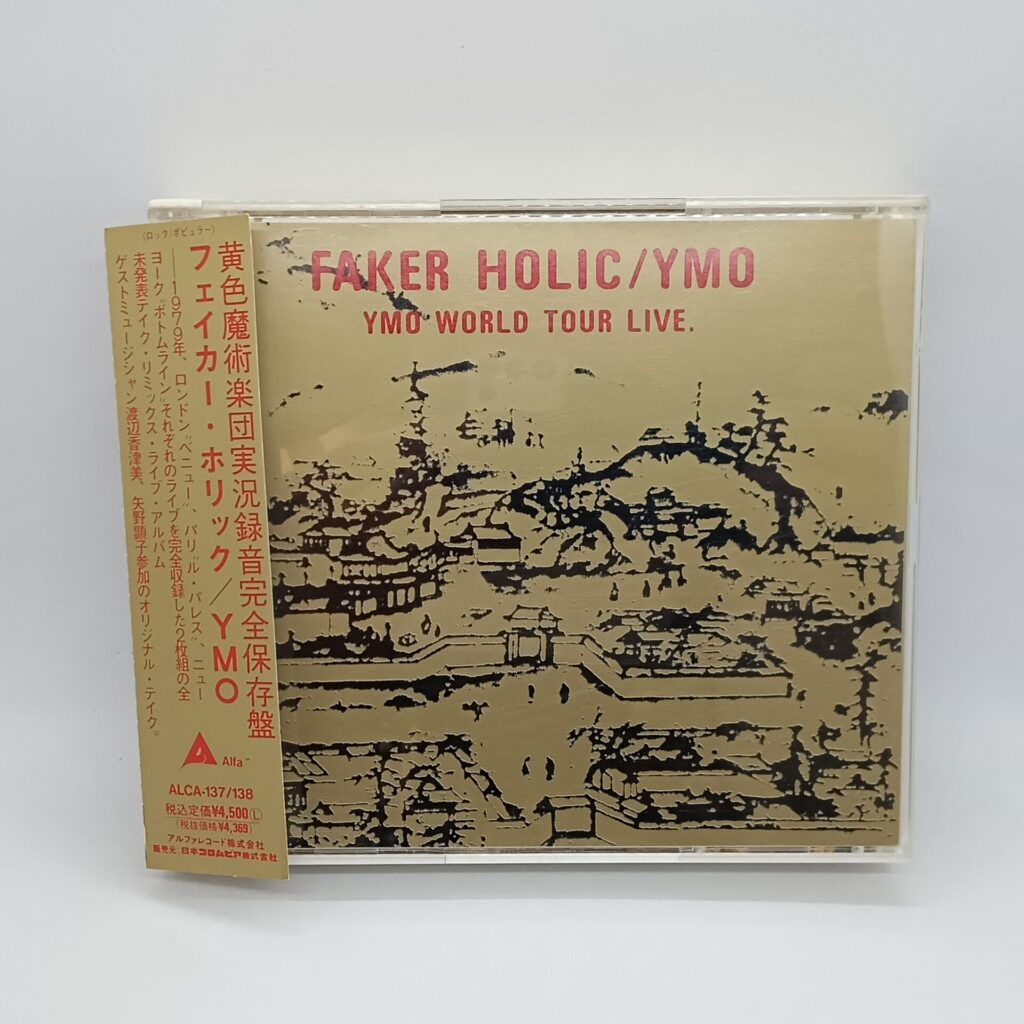 (ロック/ポピュラー)
黄色魔術楽団実況録音完全保存盤
フェイカー・ホリック/YMO
——1979年、ロンドン"ベニュー"、パリ"ル・パレス"、ニュー
ヨーク"ボトムライン"それぞれのライブを完全収録した2枚組の全
未発表テイク・リミックス・ライブ・アルバム
ゲストミュージシャン渡辺香津美、矢野顕子参加のオリジナル・テイク。
Alfa
ALCA-137/138
税込定価¥4,500Ⓛ
(税抜価格¥4,369)
アルファレコード株式会社
販売元 日本コロムビア株式会社
FAKER HOLIC/YMO
YMO WORLD TOUR LIVE.